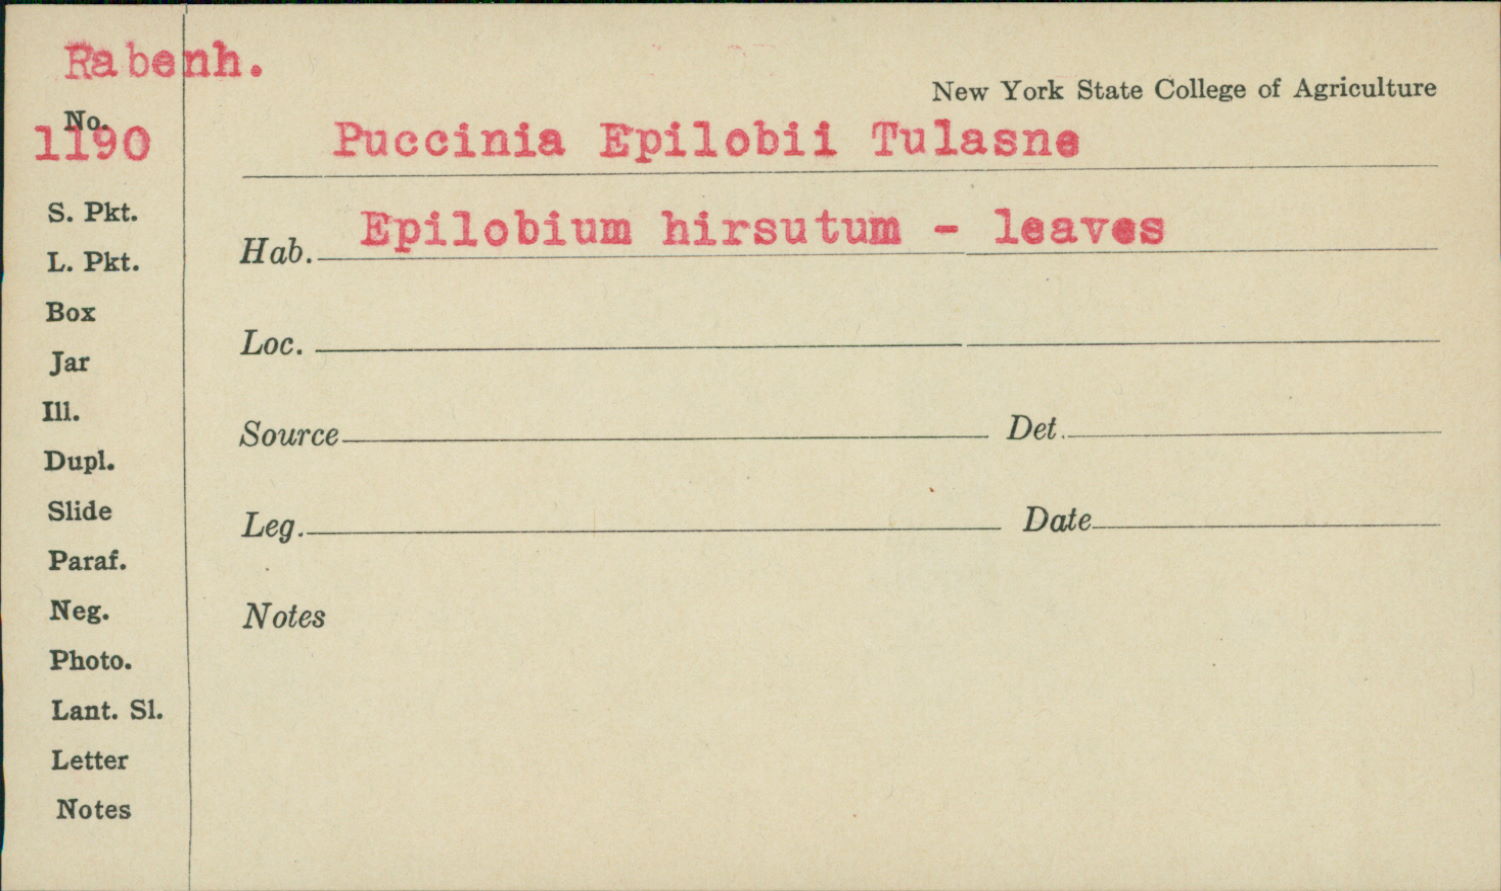 Rabenh.
New York State College of Agriculture
No.
1190
Puccinia Epilobii Tulasne
S. Pkt.
L. Pkt.
Box
Jar
Ill.
Dupl.
Slide
Paraf.
Neg.
Photo.
Lant. Sl.
Letter
Notes
Hab. Epilobium hirsutum - leaves
Loc.
Source Det.
Leg. Date
Notes